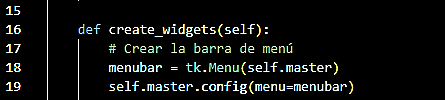 15
16 def create_widgets(self):
17 # Crear la barra de menú
18 menubar = tk.Menu(self.master)
19 self.master.config(menu=menubar)